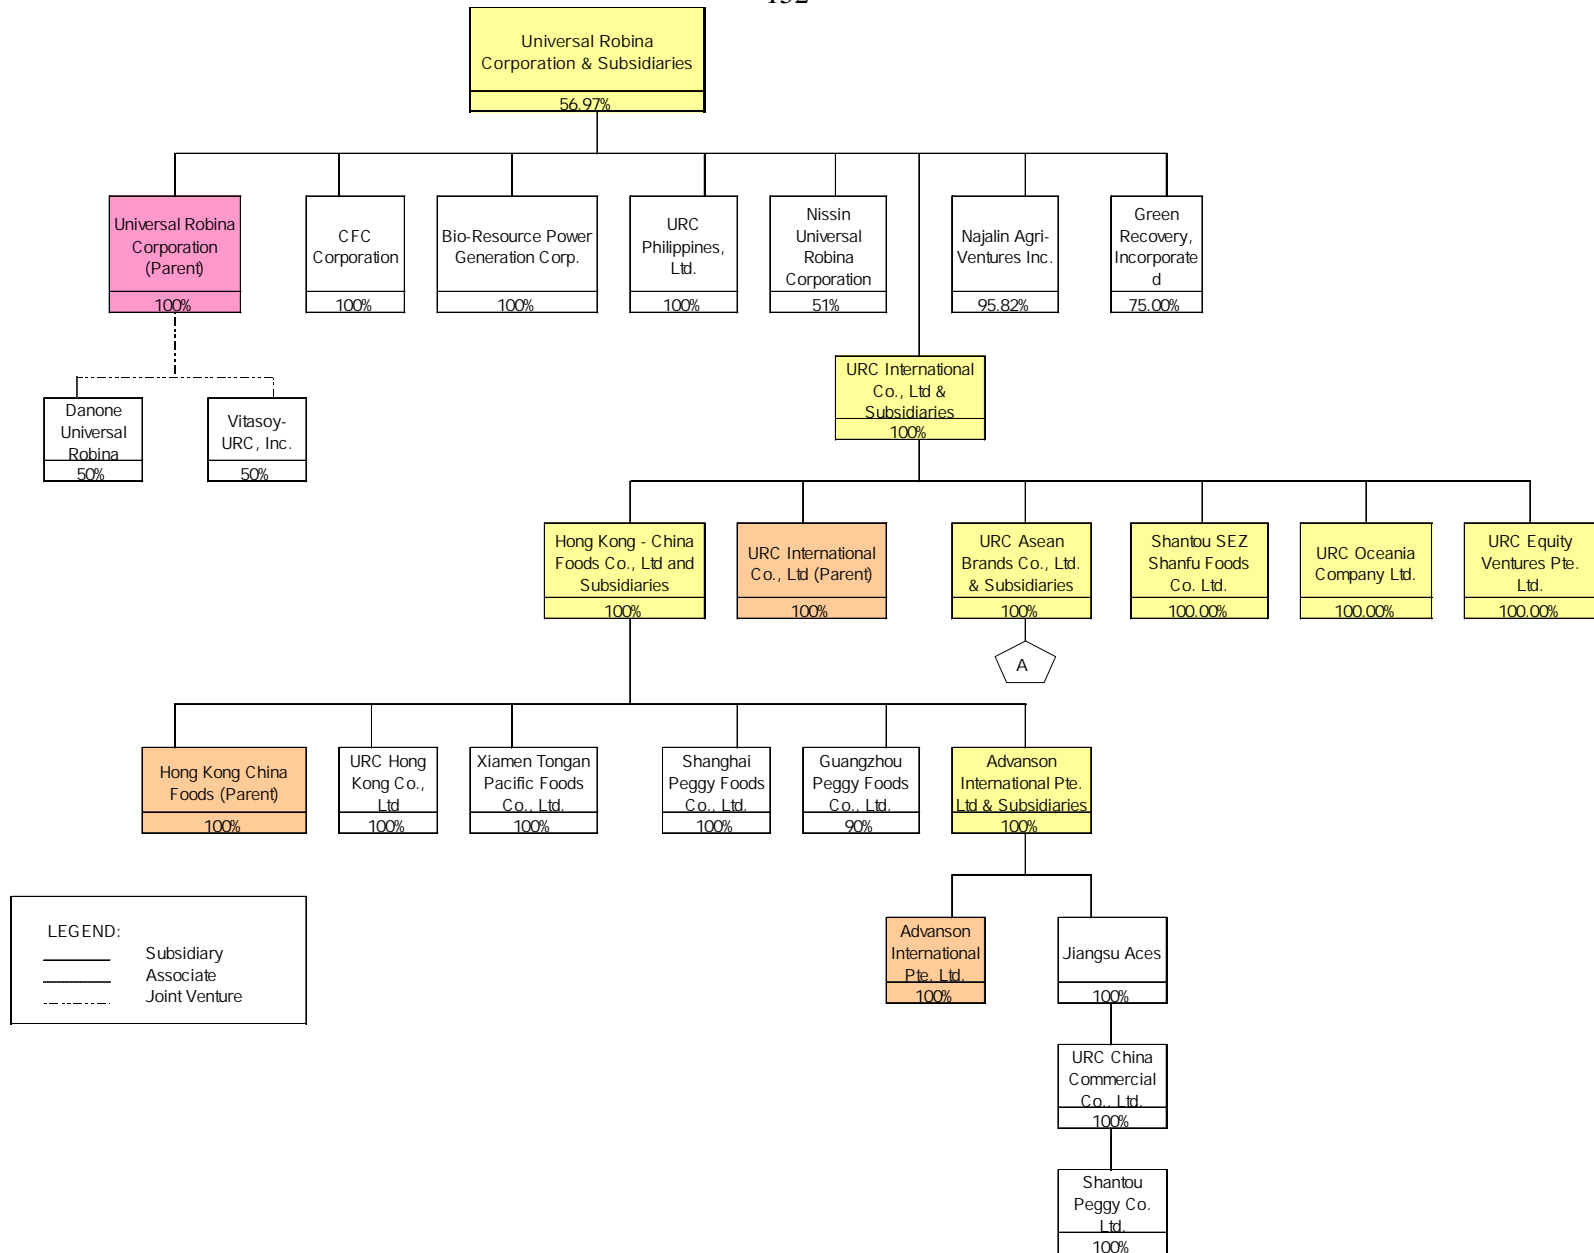 132
Universal Robina
Corporation & Subsidiaries
56.97%
Universal Robina
Corporation
(Parent)
100%
CFC
Corporation
100%
Bio-Resource Power
Generation Corp.
100%
URC
Philippines,
Ltd.
100%
Nissin
Universal
Robina
Corporation
51%
Najalin Agri-
Ventures Inc.
95.82%
Green
Recovery,
Incorporate
d
75.00%
Danone
Universal
Robina
50%
Vitasoy-
URC, Inc.
50%
URC International
Co., Ltd &
Subsidiaries
100%
Hong Kong - China
Foods Co., Ltd and
Subsidiaries
100%
URC International
Co., Ltd (Parent)
100%
URC Asean
Brands Co., Ltd.
& Subsidiaries
100%
Shantou SEZ
Shanfu Foods
Co. Ltd.
100.00%
URC Oceania
Company Ltd.
100.00%
URC Equity
Ventures Pte.
Ltd.
100.00%
A
Hong Kong China
Foods (Parent)
100%
URC Hong
Kong Co.,
Ltd
100%
Xiamen Tongan
Pacific Foods
Co., Ltd.
100%
Shanghai
Peggy Foods
Co., Ltd.
100%
Guangzhou
Peggy Foods
Co., Ltd.
90%
Advanson
International Pte.
Ltd & Subsidiaries
100%
Advanson
International
Pte. Ltd.
100%
Jiangsu Aces
100%
URC China
Commercial
Co., Ltd.
100%
Shantou
Peggy Co.
Ltd.
100%
LEGEND:
Subsidiary
Associate
Joint Venture